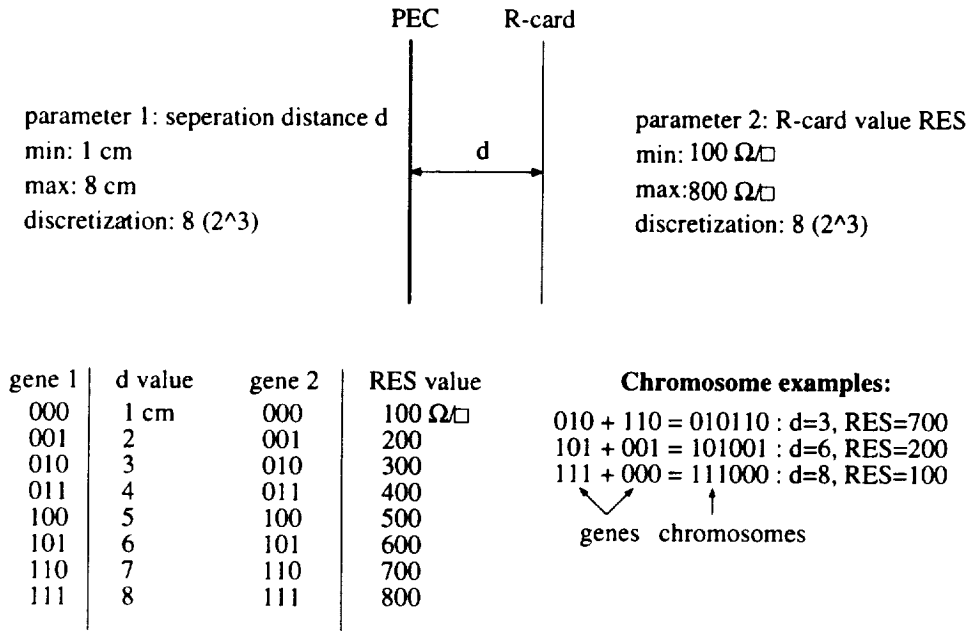 PEC R-card
parameter 1: seperation distance d
min: 1 cm
max: 8 cm
discretization: 8 (2^3)
d
parameter 2: R-card value RES
min: 100 Ω/□
max:800 Ω/□
discretization: 8 (2^3)
gene 1 d value gene 2 RES value
000 1 cm 000 100 Ω/□
001 2 001 200
010 3 010 300
011 4 011 400
100 5 100 500
101 6 101 600
110 7 110 700
111 8 111 800
Chromosome examples:
010 + 110 = 010110 : d=3, RES=700
101 + 001 = 101001 : d=6, RES=200
111 + 000 = 111000 : d=8, RES=100
genes chromosomes